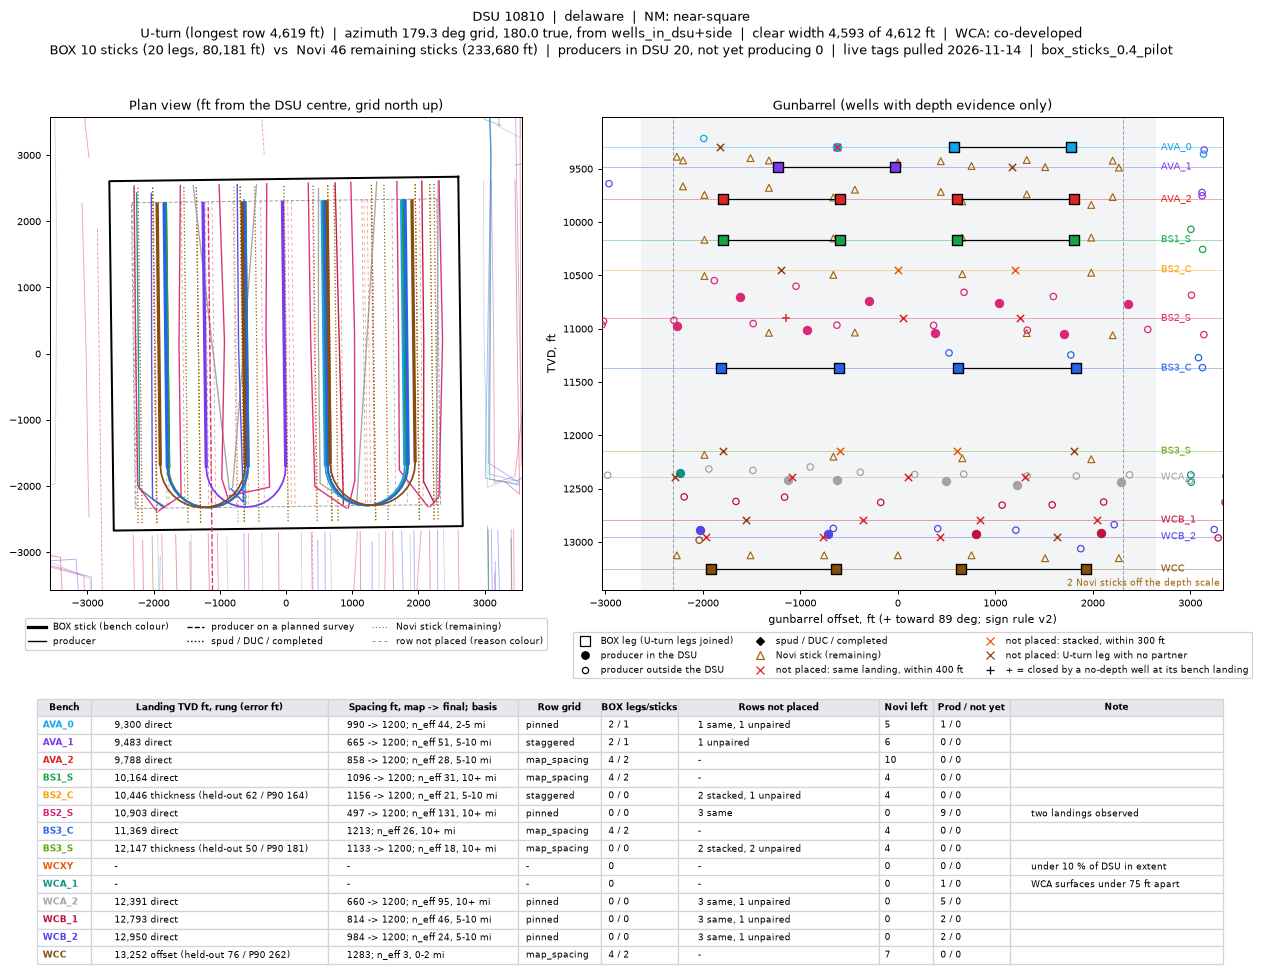 DSU 10810 | delaware | NM: near-square
U-turn (longest row 4,619 ft) | azimuth 179.3 deg grid, 180.0 true, from wells_in_dsu+side | clear width 4,593 of 4,612 ft | WCA: co-developed
BOX 10 sticks (20 legs, 80,181 ft) vs Novi 46 remaining sticks (233,680 ft) | producers in DSU 20, not yet producing 0 | live tags pulled 2026-11-14 | box_sticks_0.4_pilot
Plan view (ft from the DSU centre, grid north up)
3000
2000
1000
0
−1000
−2000
−3000
−3000 −2000 −1000 0 1000 2000 3000
BOX stick (bench colour)
producer
producer on a planned survey
spud / DUC / completed
Novi stick (remaining)
row not placed (reason colour)
Gunbarrel (wells with depth evidence only)
TVD, ft
9500
10000
10500
11000
11500
12000
12500
13000
AVA_0
AVA_1
AVA_2
BS1_S
BS2_C
BS2_S
BS3_C
BS3_S
WCA_2
WCB_1
WCB_2
WCC
2 Novi sticks off the depth scale
−3000 −2000 −1000 0 1000 2000 3000
gunbarrel offset, ft (+ toward 89 deg; sign rule v2)
BOX leg (U-turn legs joined)
producer in the DSU
producer outside the DSU
spud / DUC / completed
Novi stick (remaining)
not placed: same landing, within 400 ft
not placed: stacked, within 300 ft
not placed: U-turn leg with no partner
+ = closed by a no-depth well at its bench landing
Bench Landing TVD ft, rung (error ft) Spacing ft, map -> final; basis Row grid BOX legs/sticks Rows not placed Novi left Prod / not yet Note
AVA_0 9,300 direct 990 -> 1200; n_eff 44, 2-5 mi pinned 2 / 1 1 same, 1 unpaired 5 1 / 0
AVA_1 9,483 direct 665 -> 1200; n_eff 51, 5-10 mi staggered 2 / 1 1 unpaired 6 0 / 0
AVA_2 9,788 direct 858 -> 1200; n_eff 28, 5-10 mi map_spacing 4 / 2 - 10 0 / 0
BS1_S 10,164 direct 1096 -> 1200; n_eff 31, 10+ mi map_spacing 4 / 2 - 4 0 / 0
BS2_C 10,446 thickness (held-out 62 / P90 164) 1156 -> 1200; n_eff 21, 5-10 mi staggered 0 / 0 2 stacked, 1 unpaired 4 0 / 0
BS2_S 10,903 direct 497 -> 1200; n_eff 131, 10+ mi pinned 0 / 0 3 same 0 9 / 0 two landings observed
BS3_C 11,369 direct 1213; n_eff 26, 10+ mi map_spacing 4 / 2 - 4 0 / 0
BS3_S 12,147 thickness (held-out 50 / P90 181) 1133 -> 1200; n_eff 18, 10+ mi map_spacing 0 / 0 2 stacked, 2 unpaired 4 0 / 0
WCXY - - 0 - 0 0 / 0 under 10 % of DSU in extent
WCA_1 - - 0 - 0 1 / 0 WCA surfaces under 75 ft apart
WCA_2 12,391 direct 660 -> 1200; n_eff 95, 10+ mi pinned 0 / 0 3 same, 1 unpaired 0 5 / 0
WCB_1 12,793 direct 814 -> 1200; n_eff 46, 5-10 mi pinned 0 / 0 3 same, 1 unpaired 0 2 / 0
WCB_2 12,950 direct 984 -> 1200; n_eff 24, 5-10 mi pinned 0 / 0 3 same, 1 unpaired 0 2 / 0
WCC 13,252 offset (held-out 76 / P90 262) 1283; n_eff 3, 0-2 mi map_spacing 4 / 2 - 7 0 / 0